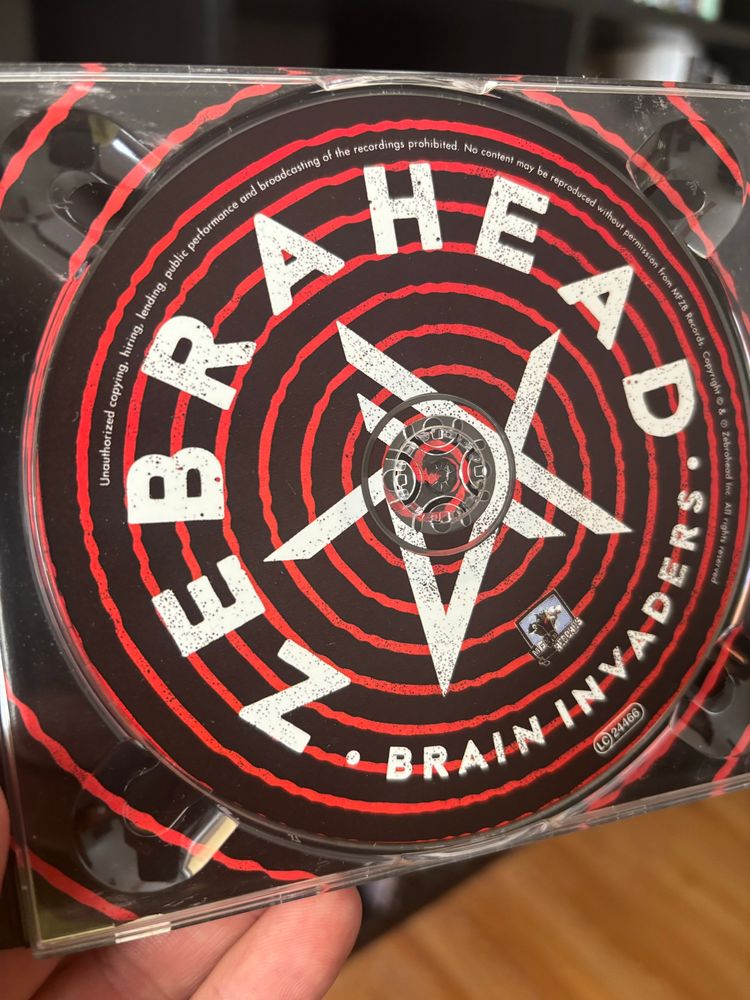 Unauthorized copying, hiring, lending, public performance and broadcasting of the recordings prohibited. No content may be reproduced without permission from MFZB Records. Copyright © & ℗ Zebrahead Inc. All rights reserved
ZEBRAHEAD
• BRAIN INVADERS •
MFZB RECORDS
LC 24466